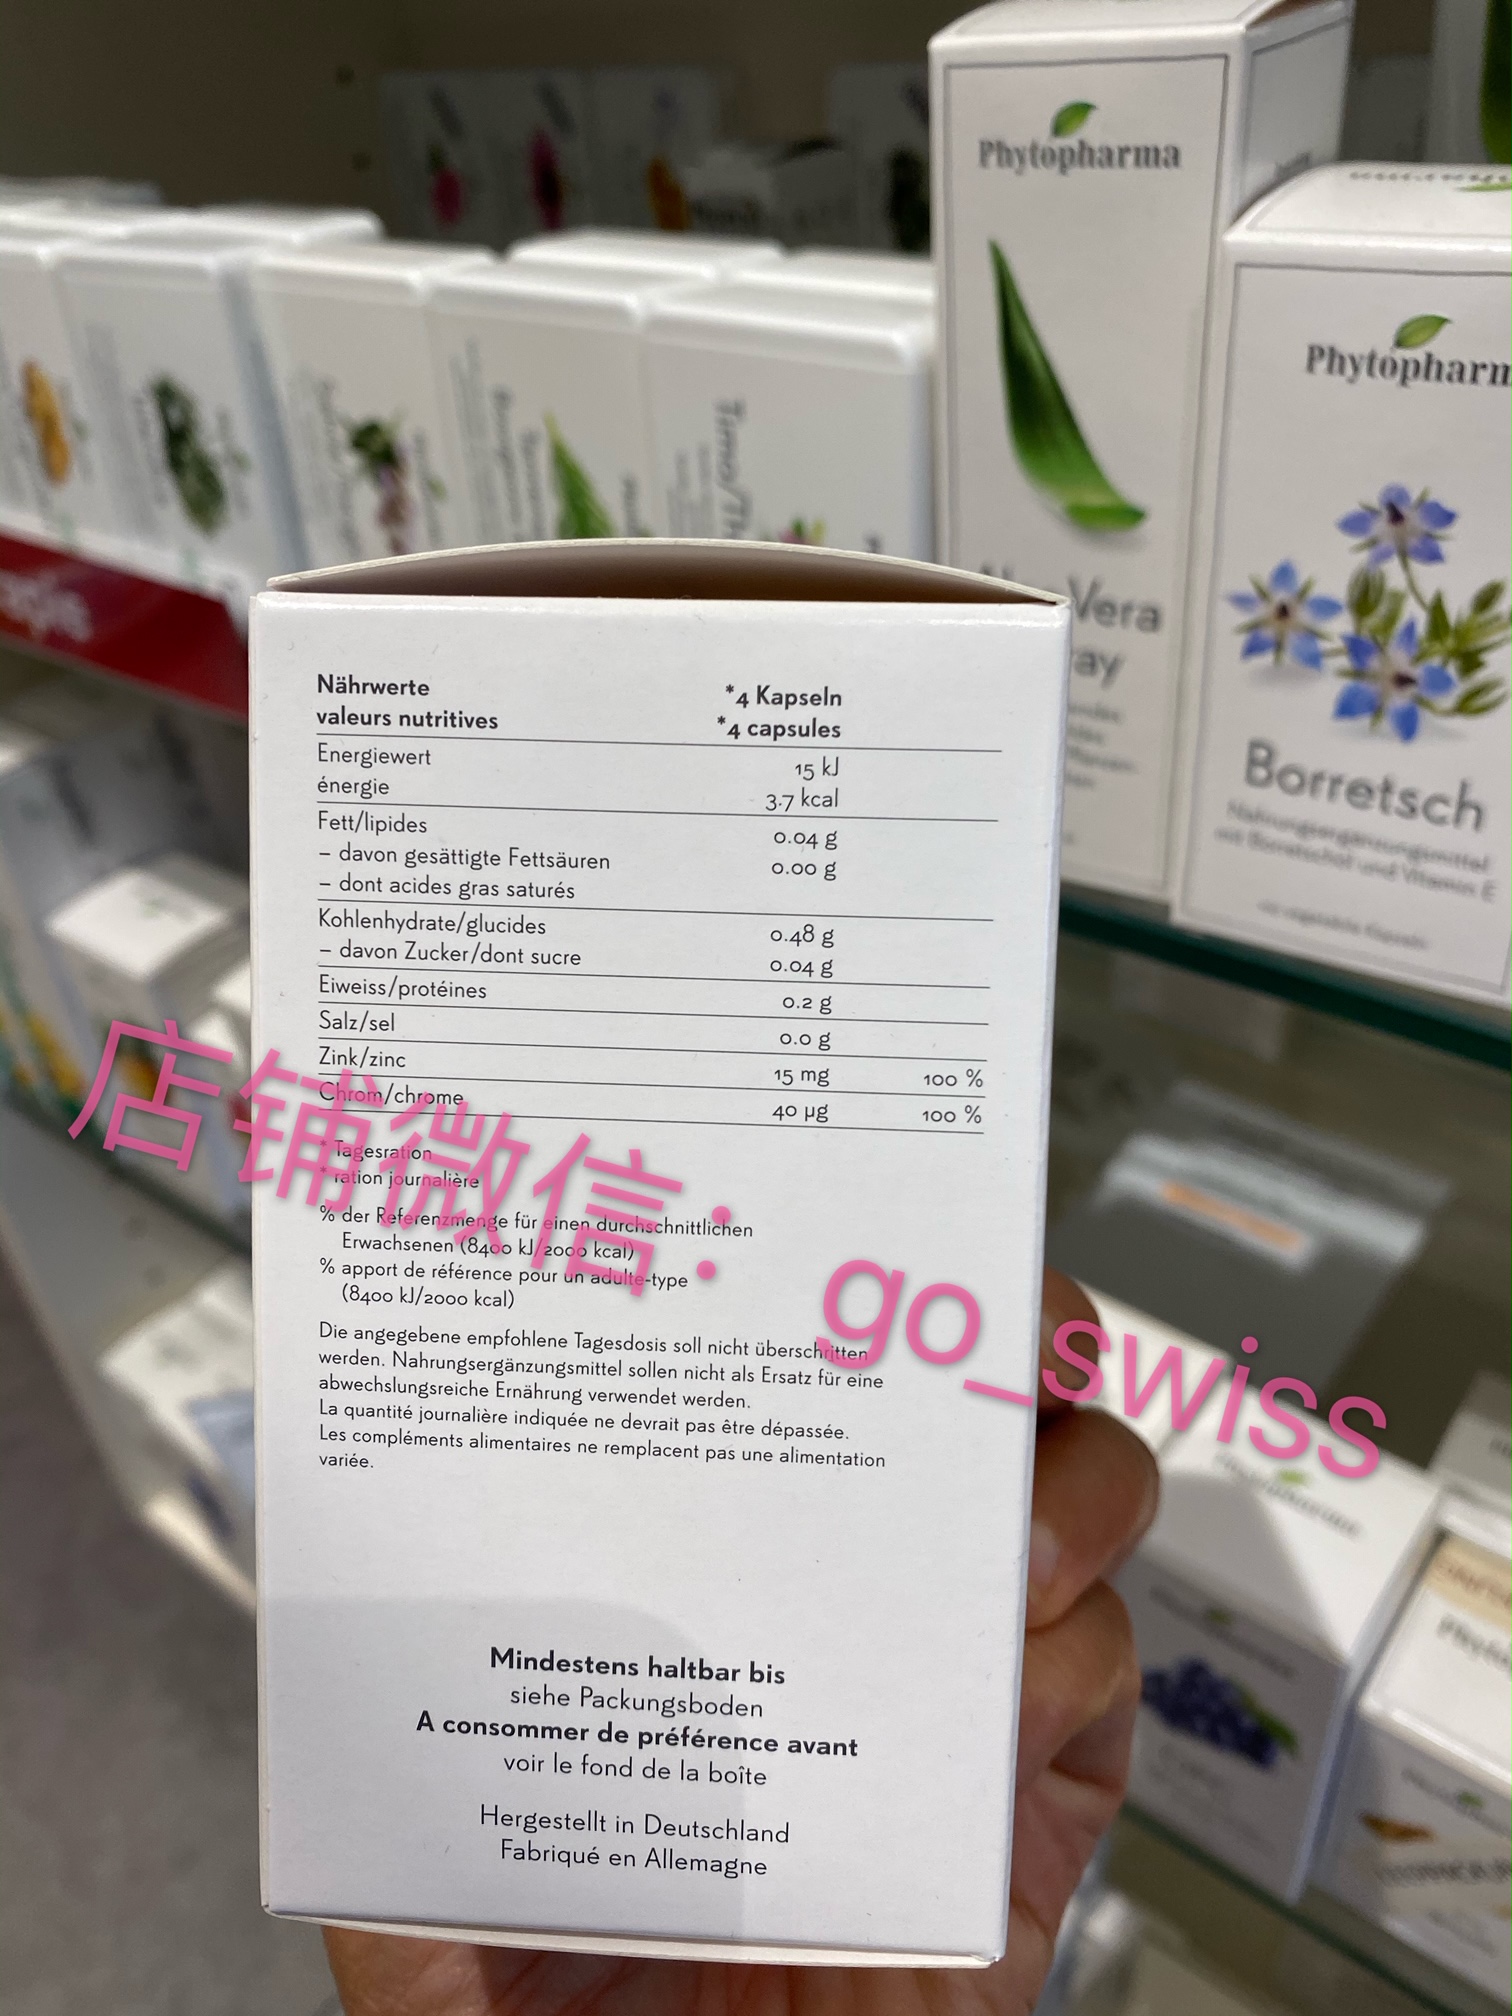 Phytopharma
Phytopharm
Vera
ay
Borretsch
Nahrungsergänzungsmittel
mit Borretschöl und Vitamin E
Nährwerte
valeurs nutritives
*4 Kapseln
*4 capsules
Energiewert 15 kJ
énergie 3.7 kcal
Fett/lipides 0.04 g
– davon gesättigte Fettsäuren 0.00 g
– dont acides gras saturés
Kohlenhydrate/glucides 0.48 g
– davon Zucker/dont sucre 0.04 g
Eiweiss/protéines 0.2 g
Salz/sel 0.0 g
Zink/zinc 15 mg 100 %
Chrom/chrome 40 µg 100 %
* Tagesration
* ration journalière
% der Referenzmenge für einen durchschnittlichen
Erwachsenen (8400 kJ/2000 kcal)
% apport de référence pour un adulte-type
(8400 kJ/2000 kcal)
Die angegebene empfohlene Tagesdosis soll nicht überschritten
werden. Nahrungsergänzungsmittel sollen nicht als Ersatz für eine
abwechslungsreiche Ernährung verwendet werden.
La quantité journalière indiquée ne devrait pas être dépassée.
Les compléments alimentaires ne remplacent pas une alimentation
variée.
Mindestens haltbar bis
siehe Packungsboden
A consommer de préférence avant
voir le fond de la boîte
Hergestellt in Deutschland
Fabriqué en Allemagne
店铺微信：go_swiss